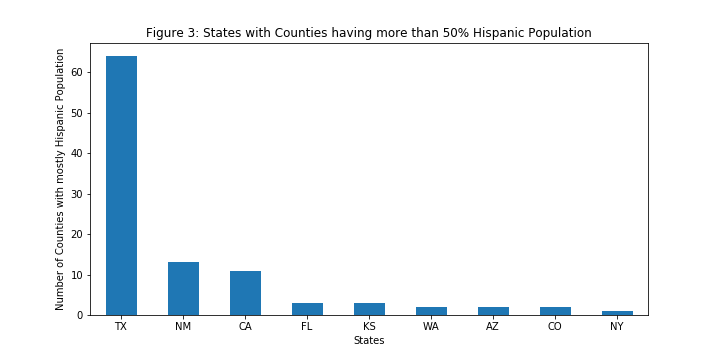 Figure 3: States with Counties having more than 50% Hispanic Population
Number of Counties with mostly Hispanic Population
60
50
40
30
20
10
0
TX NM CA FL KS WA AZ CO NY
States